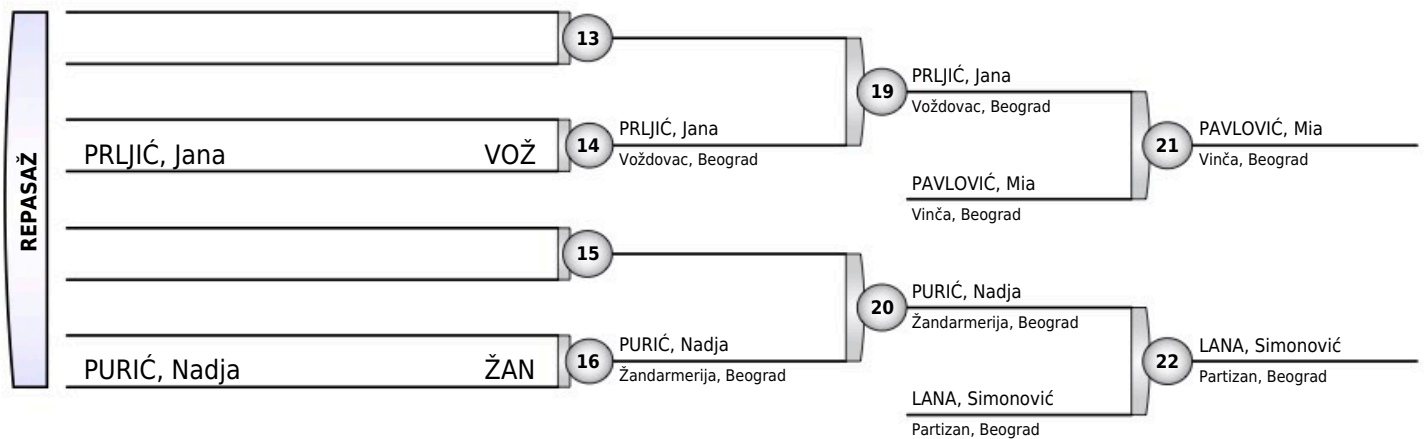 REPASAŽ
13
PRLJIĆ, Jana VOŽ
14
PRLJIĆ, Jana
Voždovac, Beograd
19
PRLJIĆ, Jana
Voždovac, Beograd
PAVLOVIĆ, Mia
Vinča, Beograd
21
PAVLOVIĆ, Mia
Vinča, Beograd
15
PURIĆ, Nadja ŽAN
16
PURIĆ, Nadja
Žandarmerija, Beograd
20
PURIĆ, Nadja
Žandarmerija, Beograd
LANA, Simonović
Partizan, Beograd
22
LANA, Simonović
Partizan, Beograd